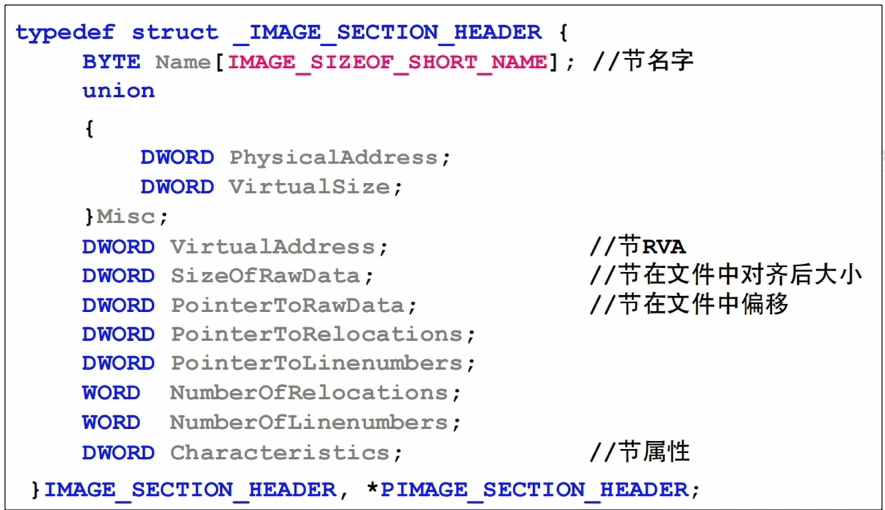 typedef struct _IMAGE_SECTION_HEADER {
BYTE Name[IMAGE_SIZEOF_SHORT_NAME]; //节名字
union
{
DWORD PhysicalAddress;
DWORD VirtualSize;
}Misc;
DWORD VirtualAddress; //节RVA
DWORD SizeOfRawData; //节在文件中对齐后大小
DWORD PointerToRawData; //节在文件中偏移
DWORD PointerToRelocations;
DWORD PointerToLinenumbers;
WORD NumberOfRelocations;
WORD NumberOfLinenumbers;
DWORD Characteristics; //节属性
}IMAGE_SECTION_HEADER, *PIMAGE_SECTION_HEADER;